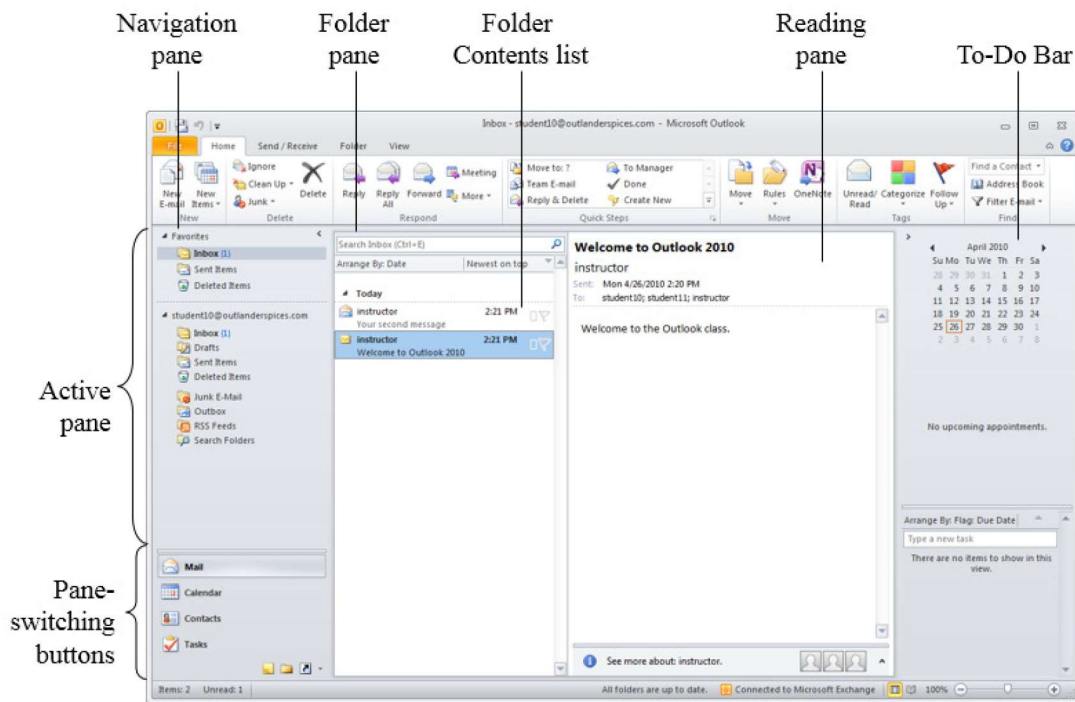 Navigation pane
Folder pane
Folder Contents list
Reading pane
To-Do Bar
Active pane
Pane-switching buttons
Inbox - student10@outlanderspices.com - Microsoft Outlook
File Home Send / Receive Folder View
New E-mail
New Items
New
Ignore
Clean Up
Junk
Delete
Delete
Reply
Reply All
Forward
Meeting
More
Respond
Move to: ?
Team E-mail
Reply & Delete
To Manager
Done
Create New
Quick Steps
Move
Rules
OneNote
Move
Unread/ Read
Categorize
Follow Up
Tags
Find a Contact
Address Book
Filter E-mail
Find
Favorites
Inbox (1)
Sent Items
Deleted Items
student10@outlanderspices.com
Inbox (1)
Drafts
Sent Items
Deleted Items
Junk E-Mail
Outbox
RSS Feeds
Search Folders
Mail
Calendar
Contacts
Tasks
Search Inbox (Ctrl+E)
Arrange By: Date Newest on top
Today
instructor 2:21 PM
Your second message
instructor 2:21 PM
Welcome to Outlook 2010
Welcome to Outlook 2010
instructor
Sent: Mon 4/26/2010 2:20 PM
To: student10; student11; instructor
Welcome to the Outlook class.
See more about: instructor.
April 2010
Su Mo Tu We Th Fr Sa
28 29 30 31 1 2 3
4 5 6 7 8 9 10
11 12 13 14 15 16 17
18 19 20 21 22 23 24
25 26 27 28 29 30 1
2 3 4 5 6 7 8
No upcoming appointments.
Arrange By: Flag: Due Date
Type a new task
There are no items to show in this
view.
Items: 2 Unread: 1
All folders are up to date. Connected to Microsoft Exchange 100%